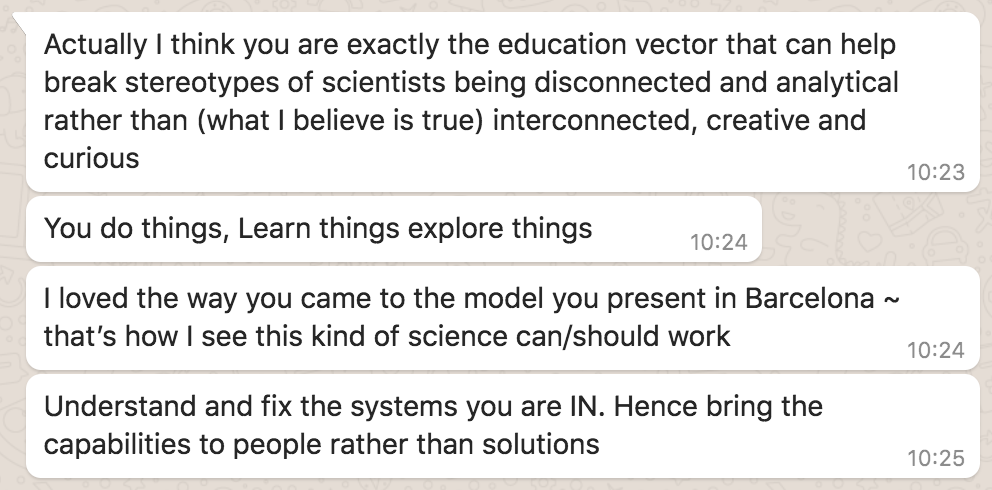 Actually I think you are exactly the education vector that can help
break stereotypes of scientists being disconnected and analytical
rather than (what I believe is true) interconnected, creative and
curious
10:23
You do things, Learn things explore things
10:24
I loved the way you came to the model you present in Barcelona ~
that’s how I see this kind of science can/should work
10:24
Understand and fix the systems you are IN. Hence bring the
capabilities to people rather than solutions
10:25